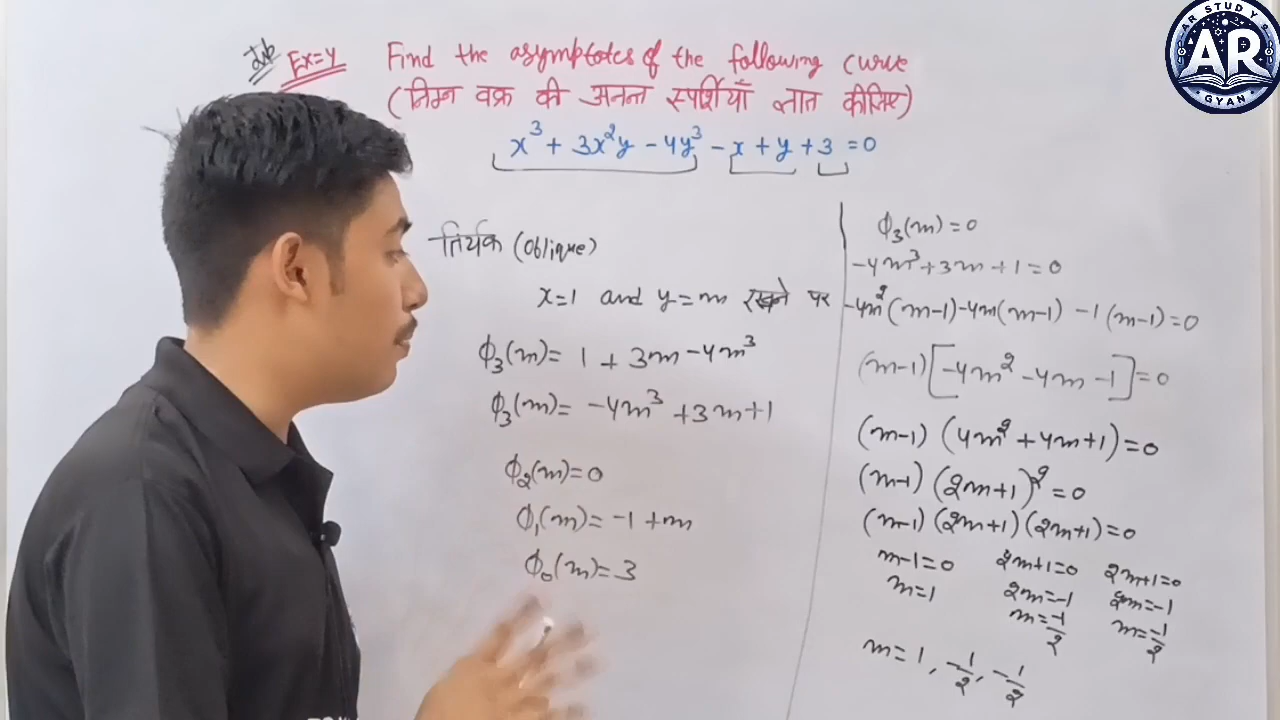 Imp Ex=4 Find the asymptotes of the following curve
(निम्न वक्र की अनन्त स्पर्शियाँ ज्ञात कीजिए)
x³ + 3x²y - 4y³ - x + y + 3 = 0
तिर्यक (Oblique)
x=1 and y=m रखने पर
ϕ₃(m)= 1 + 3m - 4m³
ϕ₃(m)= -4m³ + 3m + 1
ϕ₂(m)=0
ϕ₁(m)= -1 + m
ϕ₀(m)= 3
ϕ₃(m)=0
-4m³+3m+1=0
-4m²(m-1)-4m(m-1) -1(m-1)=0
(m-1)[-4m² -4m -1]=0
(m-1) (4m²+4m+1)=0
(m-1) (2m+1)²=0
(m-1) (2m+1) (2m+1)=0
m-1=0 2m+1=0 2m+1=0
m=1 2m=-1 2m=-1
m=-1/2 m=-1/2
m=1, -1/2, -1/2
AR STUDY
AR
GYAN